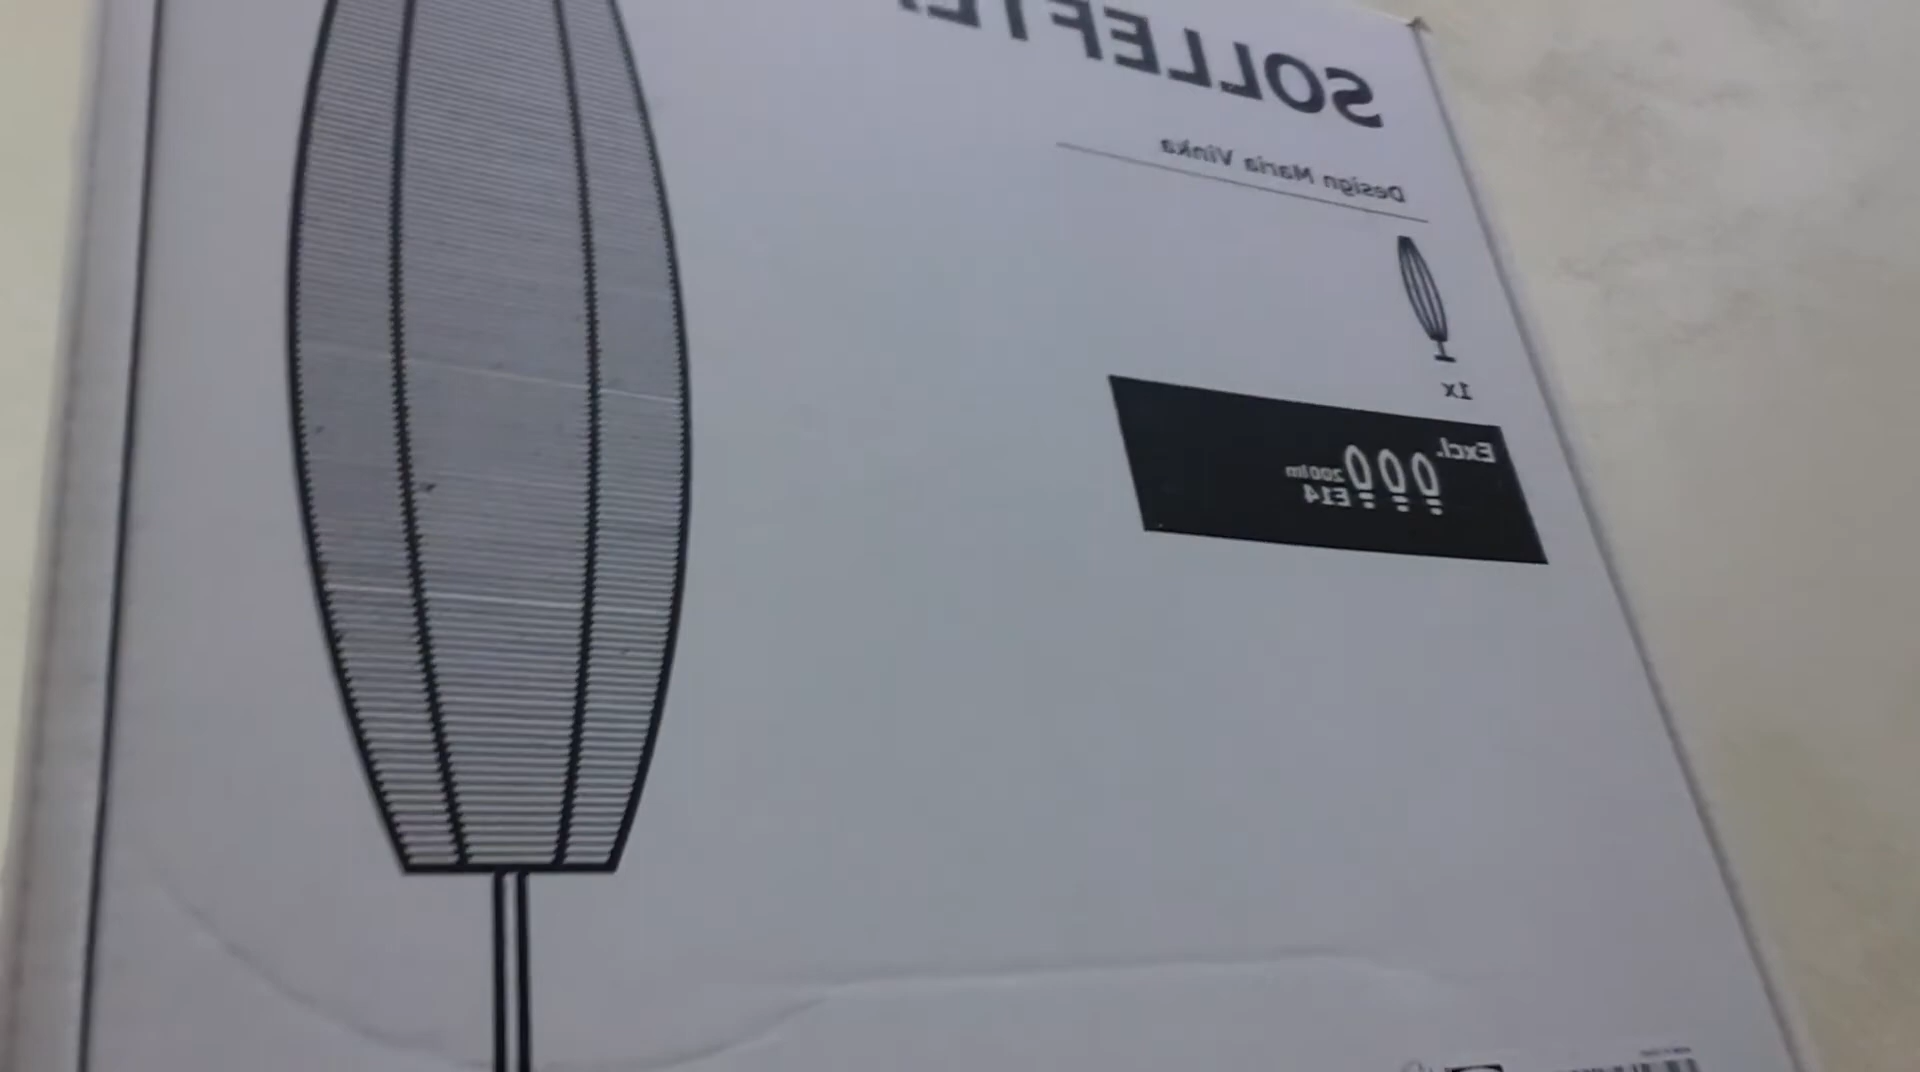 SOLLEFTE
Design Maria Vinka
1x
Excl.
200lm
E14